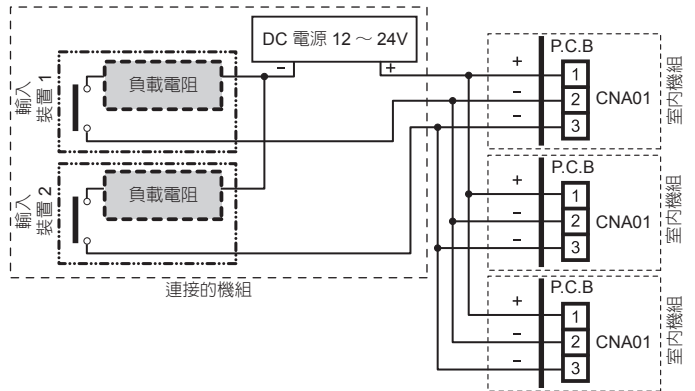 DC 電源 12 ～ 24V
－ ＋
輸入
裝置 1
負載電阻
輸入
裝置 2
負載電阻
連接的機組
P.C.B
+ 1
− 2
− 3
CNA01
室內機組
P.C.B
+ 1
− 2
− 3
CNA01
室內機組
P.C.B
+ 1
− 2
− 3
CNA01
室內機組